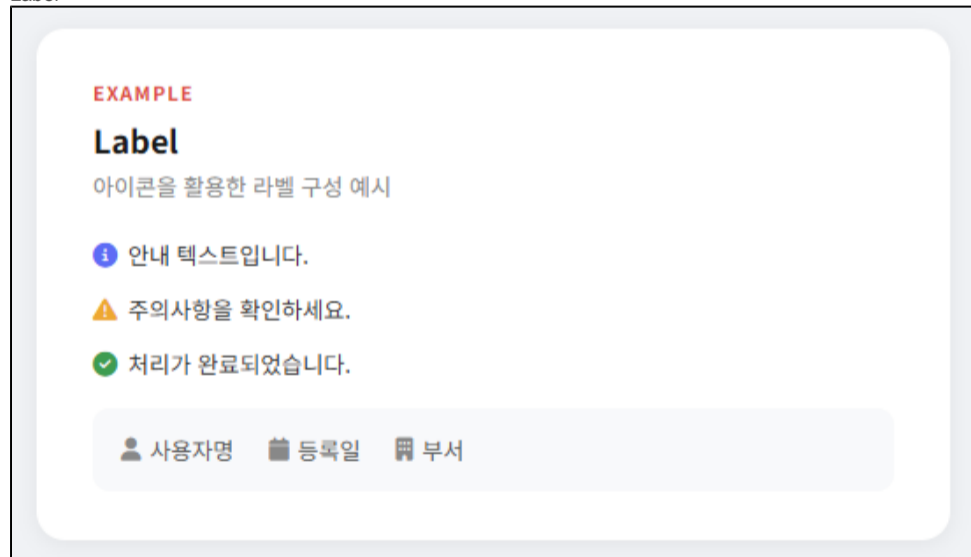 EXAMPLE
Label
아이콘을 활용한 라벨 구성 예시
안내 텍스트입니다.
주의사항을 확인하세요.
처리가 완료되었습니다.
사용자명 등록일 부서